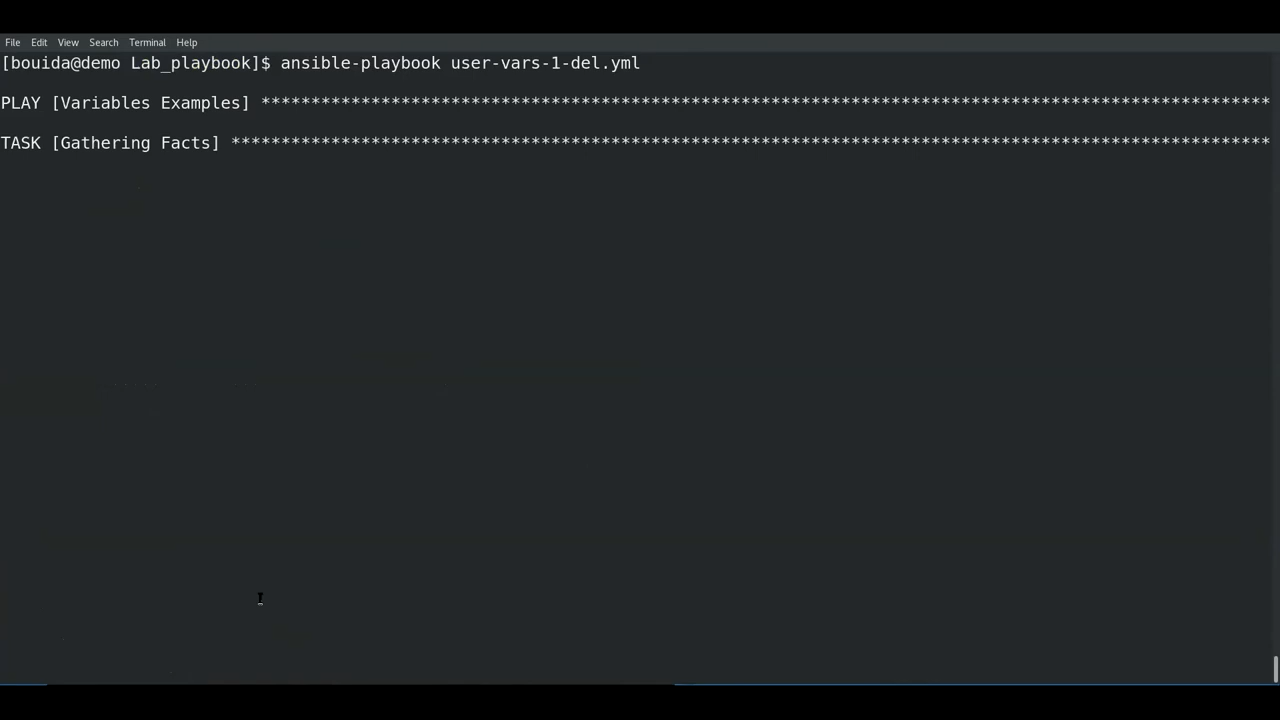 File Edit View Search Terminal Help
[bouida@demo Lab_playbook]$ ansible-playbook user-vars-1-del.yml
PLAY [Variables Examples] *****************************************************************************************************
TASK [Gathering Facts] ********************************************************************************************************